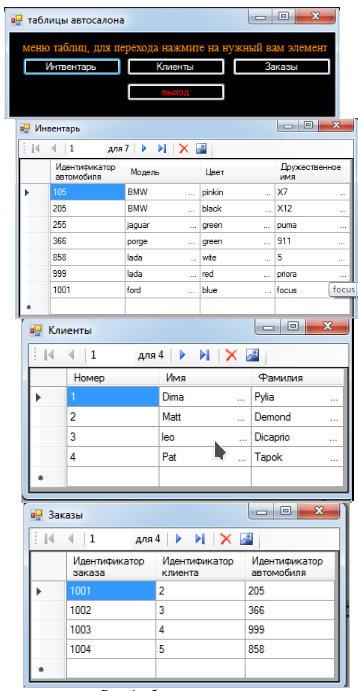 таблицы автосалона
меню таблиц, для перехода нажмите на нужный вам элемент
Интвентарь Клиенты Заказы
выход
Инвентарь
1 для 7
Идентификатор автомобиля Модель Цвет Дружественное имя
105 BMW ... pinkin ... X7 ...
205 BMW ... black ... X12 ...
255 jaguar ... green ... puma ...
366 porge ... green ... 911 ...
858 lada ... wite ... 5 ...
999 lada ... red ... priora ...
1001 ford ... blue ... focus
focus
Клиенты
1 для 4
Номер Имя Фамилия
1 Dima ... Pylia ...
2 Matt ... Demond ...
3 leo ... Dicaprio ...
4 Pat ... Tapok ...
Заказы
1 для 4
Идентификатор заказа Идентификатор клиента Идентификатор автомобиля
1001 2 205
1002 3 366
1003 4 999
1004 5 858